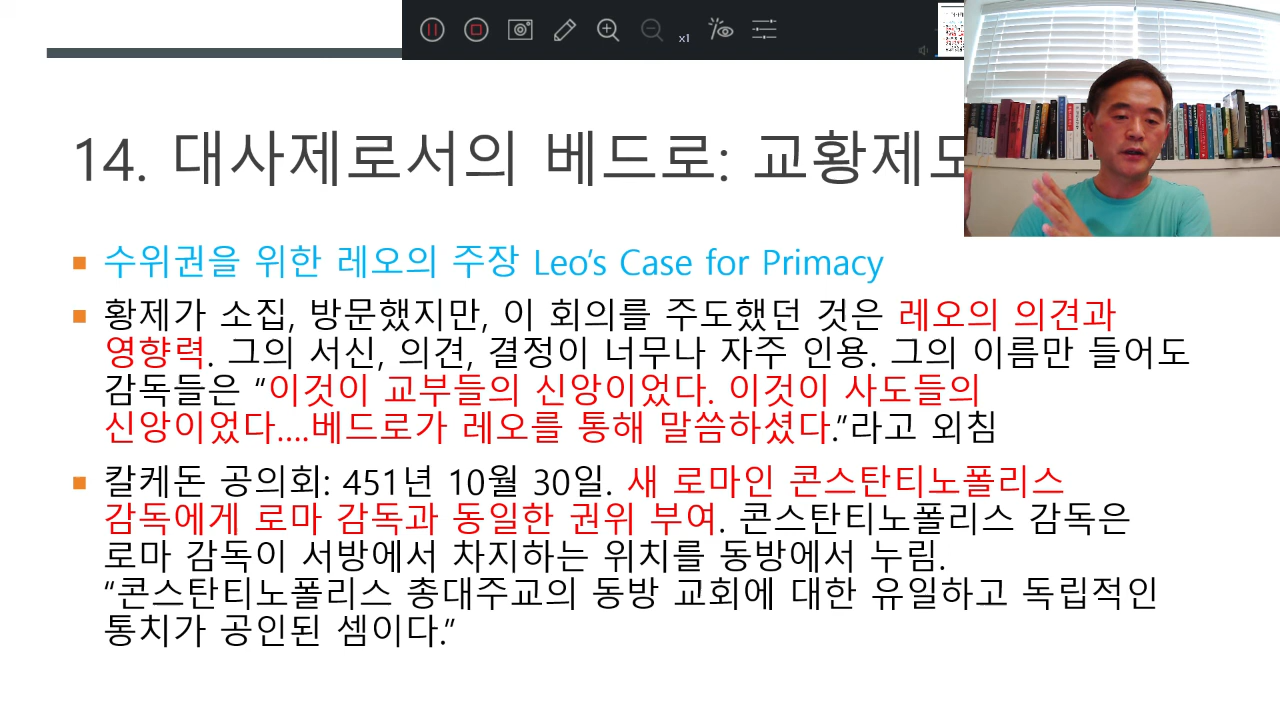 x1
14. 대사제로서의 베드로: 교황제도
수위권을 위한 레오의 주장 Leo's Case for Primacy
황제가 소집, 방문했지만, 이 회의를 주도했던 것은 레오의 의견과
영향력. 그의 서신, 의견, 결정이 너무나 자주 인용. 그의 이름만 들어도
감독들은 “이것이 교부들의 신앙이었다. 이것이 사도들의
신앙이었다....베드로가 레오를 통해 말씀하셨다.”라고 외침
칼케돈 공의회: 451년 10월 30일. 새 로마인 콘스탄티노폴리스
감독에게 로마 감독과 동일한 권위 부여. 콘스탄티노폴리스 감독은
로마 감독이 서방에서 차지하는 위치를 동방에서 누림.
“콘스탄티노폴리스 총대주교의 동방 교회에 대한 유일하고 독립적인
통치가 공인된 셈이다.”